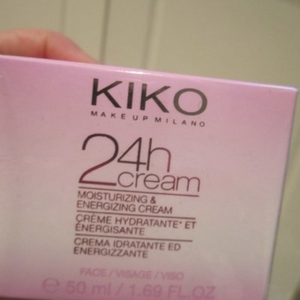 KIKO
MAKE UP MILANO
24h
cream
MOISTURIZING &
ENERGIZING CREAM
CRÈME HYDRATANTE* ET
ÉNERGISANTE
CREMA IDRATANTE ED
ENERGIZZANTE
FACE / VISAGE / VISO
e 50 ml / 1.69 FL.OZ